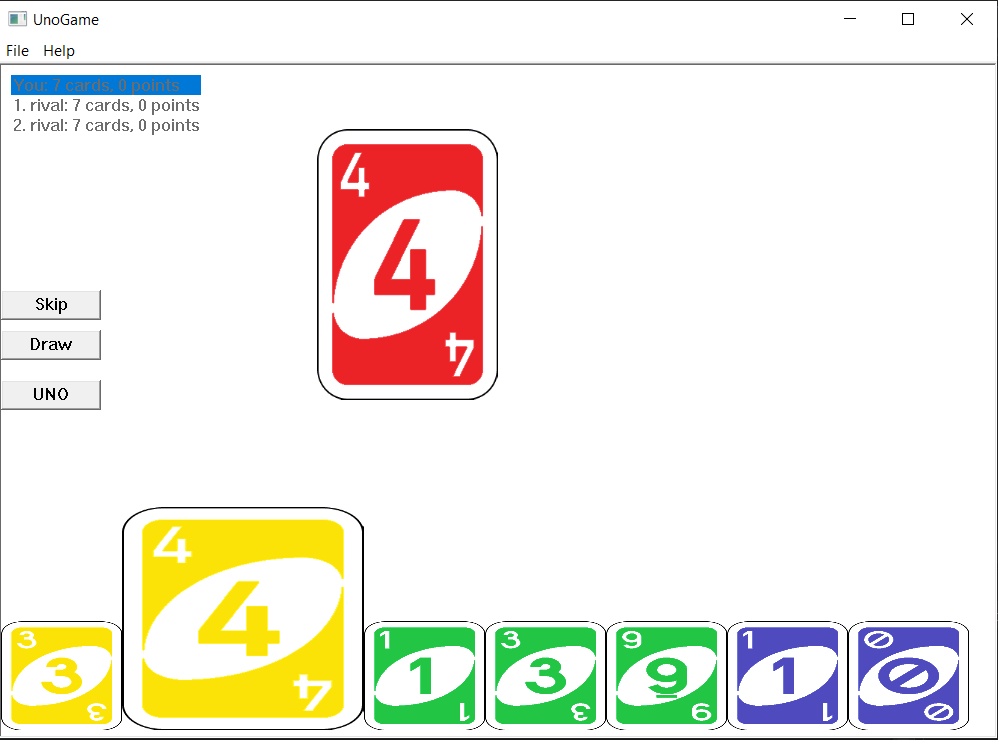 UnoGame
File Help
You: 7 cards, 0 points
1. rival: 7 cards, 0 points
2. rival: 7 cards, 0 points
4
4
4
Skip
Draw
UNO
4
4
4
3
3
3
1
1
1
3
3
3
9
9
9
1
1
1